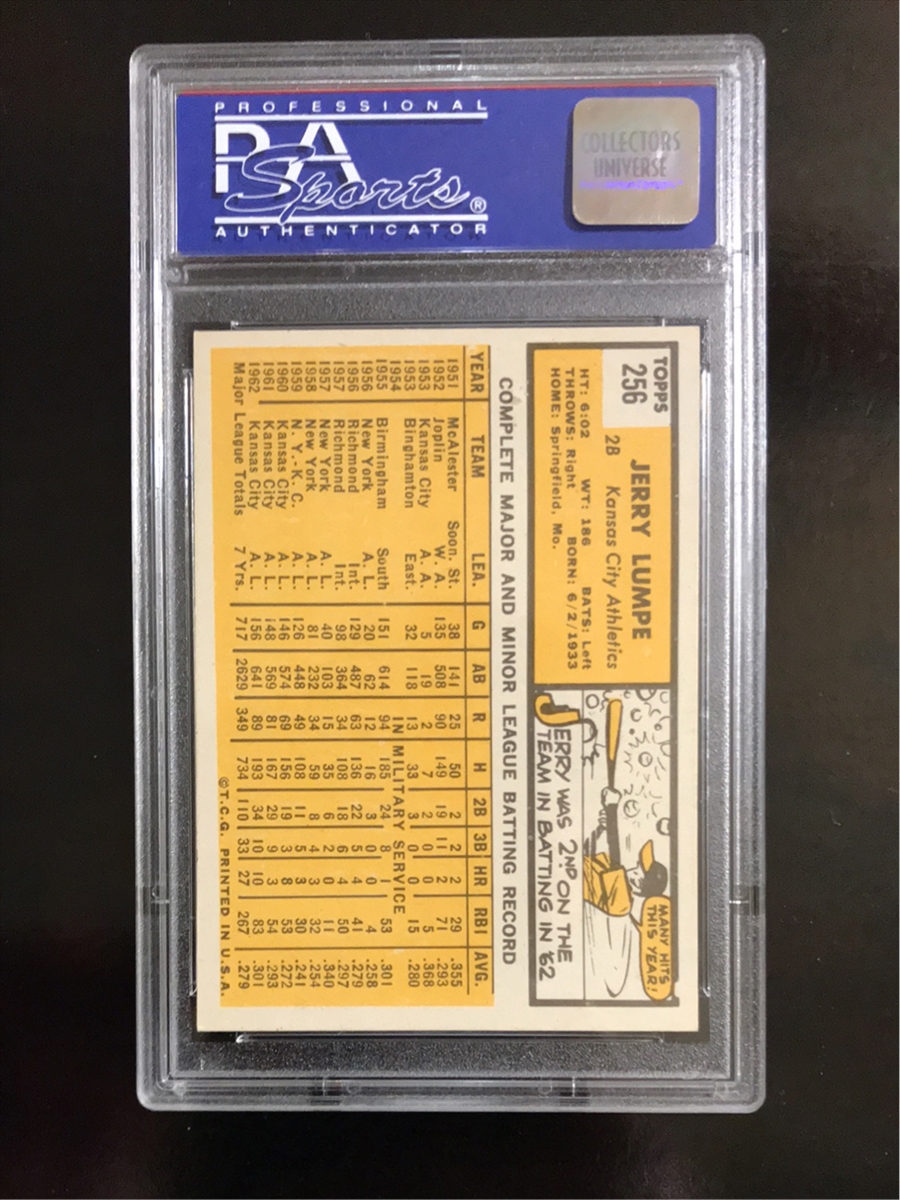 PROFESSIONAL
PSA
Sports®
AUTHENTICATOR
COLLECTORS
UNIVERSE
TOPPS
256
JERRY LUMPE
2B Kansas City Athletics
HT: 6:02 WT: 186 BATS: Left
THROWS: Right BORN: 6/2/1933
HOME: Springfield, Mo.
MANY HITS
THIS YEAR!
JERRY WAS 2ND ON THE
TEAM IN BATTING IN '62
COMPLETE MAJOR AND MINOR LEAGUE BATTING RECORD
YEAR TEAM LEA. G AB R H 2B 3B HR RBI AVG.
1951 McAlester Soon. St. 38 141 25 50 2 2 2 29 .355
1952 Joplin W. A. 135 508 90 149 19 11 2 71 .293
1953 Kansas City A. A. 5 19 2 7 2 0 0 5 .368
1953 Binghamton East. 32 118 13 33 3 0 0 15 .280
1954 IN MILITARY SERVICE
1955 Birmingham South 151 614 94 185 24 8 1 53 .301
1956 New York A. L. 20 62 12 16 3 0 0 4 .258
1956 Richmond Int. 129 487 63 136 22 5 4 41 .279
1957 Richmond Int. 98 364 34 108 18 6 4 50 .297
1957 New York A. L. 40 103 15 35 6 2 0 11 .340
1958 New York A. L. 81 232 34 59 8 4 3 32 .254
1959 N. Y.-K. C. A. L. 126 448 49 108 11 5 3 30 .241
1960 Kansas City A. L. 146 574 69 156 19 3 8 53 .272
1961 Kansas City A. L. 148 569 81 167 29 9 3 54 .293
1962 Kansas City A. L. 156 641 89 193 34 10 10 83 .301
Major League Totals 7 Yrs. 717 2629 349 734 110 33 27 267 .279
©T.C.G. PRINTED IN U.S.A.